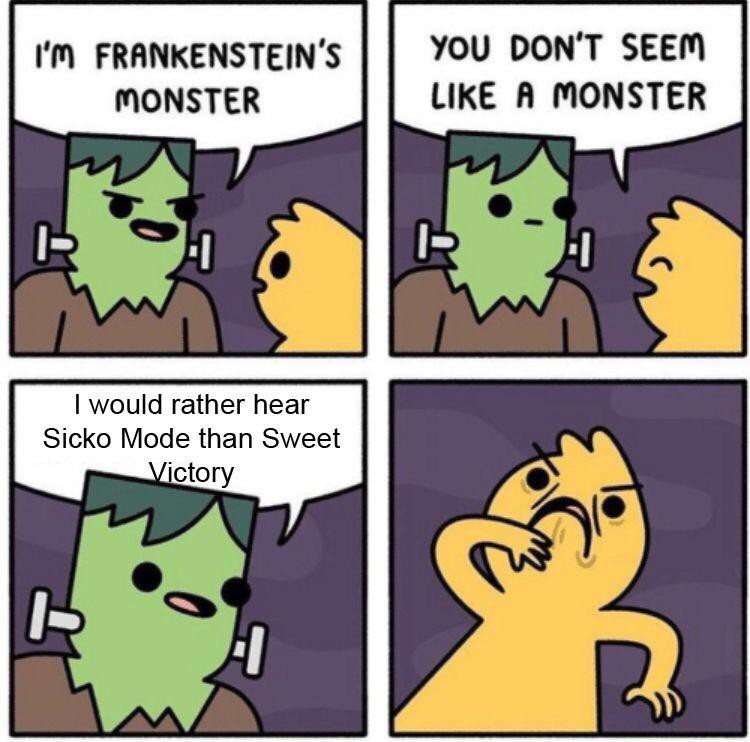 I'M FRANKENSTEIN'S
MONSTER
YOU DON'T SEEM
LIKE A MONSTER
I would rather hear
Sicko Mode than Sweet
Victory